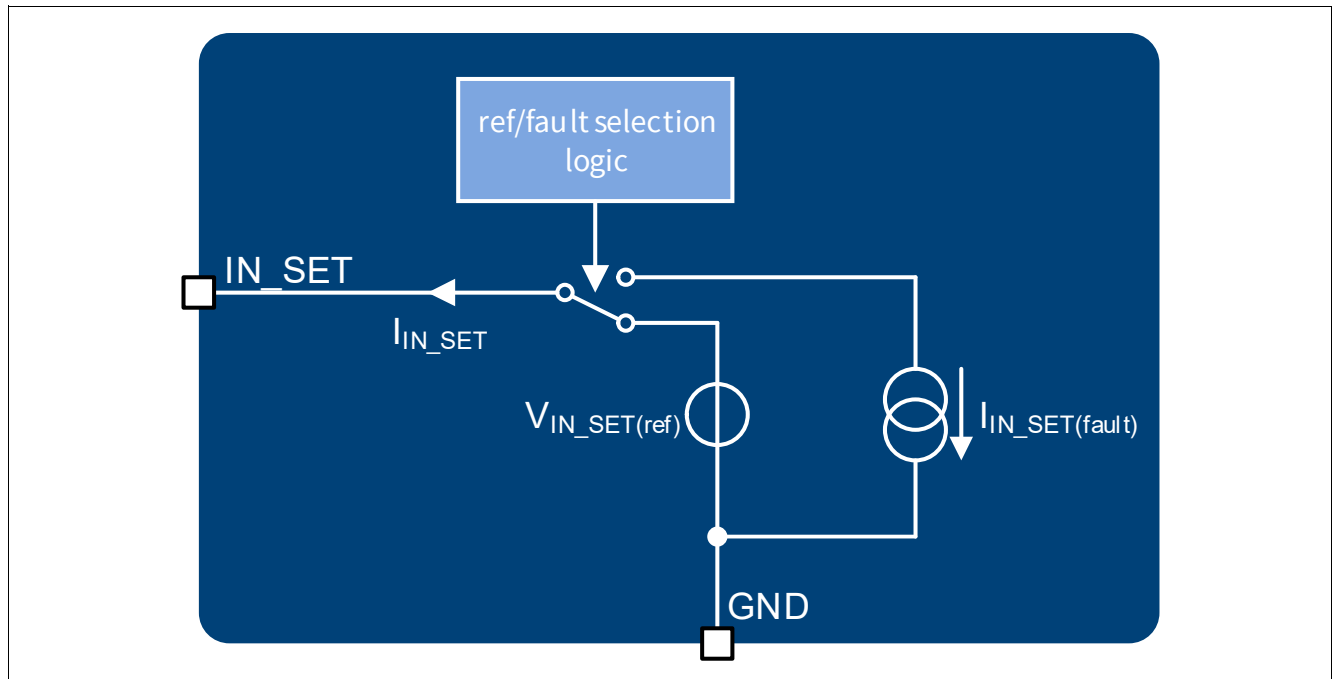 ref/fault selection
logic
IN_SET
IIN_SET
VIN_SET(ref)
IIN_SET(fault)
GND